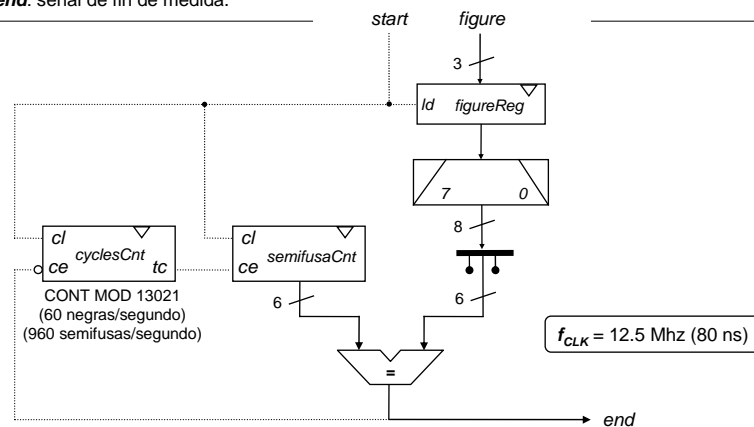 end: señal de fin de medida.
start figure
3
ld figureReg
7 0
8
cl cyclesCnt
ce tc
cl semifusaCnt
ce
CONT MOD 13021
(60 negras/segundo)
(960 semifusas/segundo)
6
6
fCLK = 12.5 Mhz (80 ns)
=
end